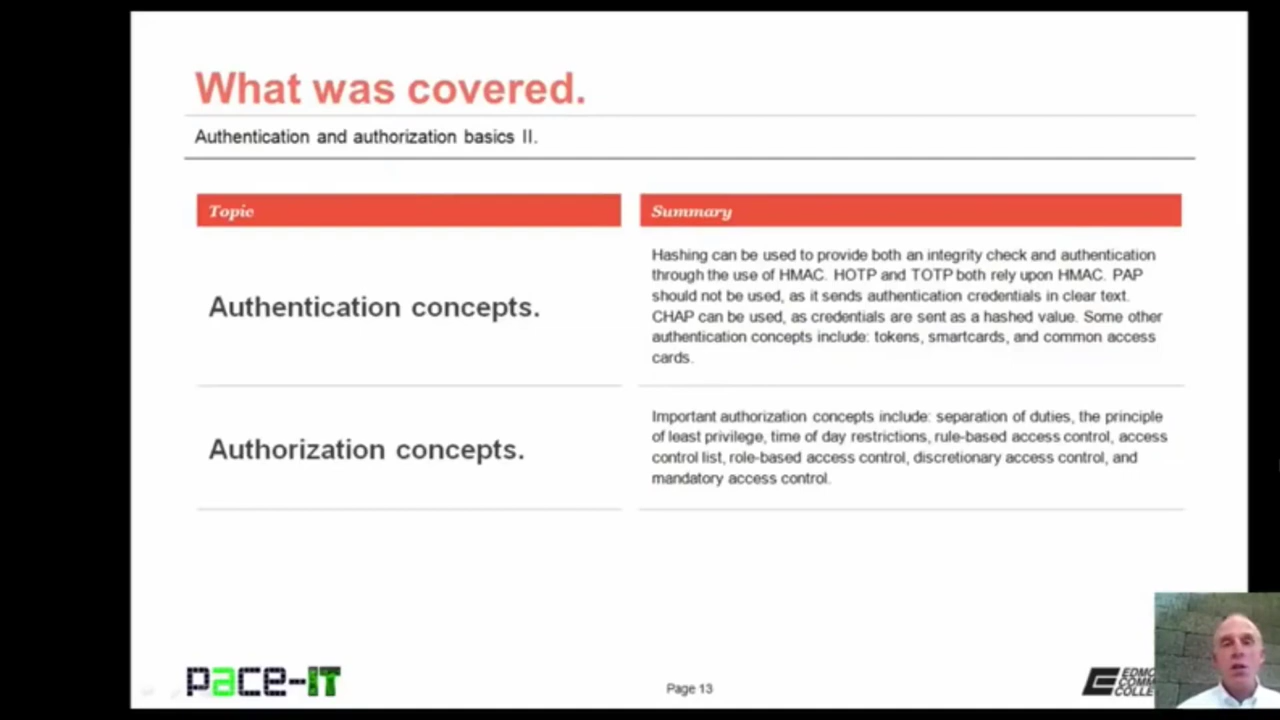 What was covered.
Authentication and authorization basics II.
Topic
Summary
Authentication concepts.
Hashing can be used to provide both an integrity check and authentication
through the use of HMAC. HOTP and TOTP both rely upon HMAC. PAP
should not be used, as it sends authentication credentials in clear text.
CHAP can be used, as credentials are sent as a hashed value. Some other
authentication concepts include: tokens, smartcards, and common access
cards.
Authorization concepts.
Important authorization concepts include: separation of duties, the principle
of least privilege, time of day restrictions, rule-based access control, access
control list, role-based access control, discretionary access control, and
mandatory access control.
pace-IT
Page 13